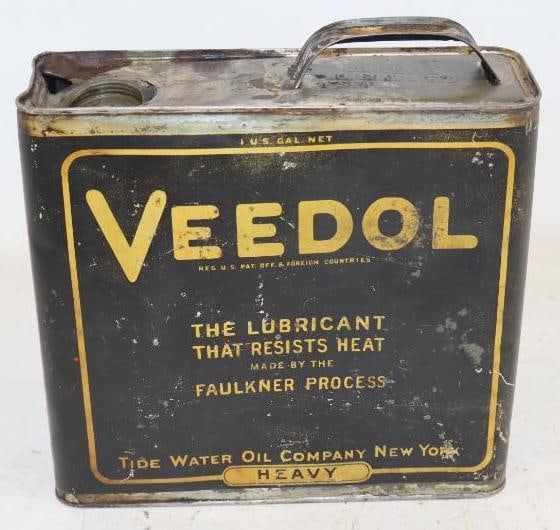 1 U.S. GAL. NET
VEEDOL
REG. U.S. PAT. OFF. & FOREIGN COUNTRIES
THE LUBRICANT
THAT RESISTS HEAT
MADE BY THE
FAULKNER PROCESS
TIDE WATER OIL COMPANY NEW YORK
HEAVY